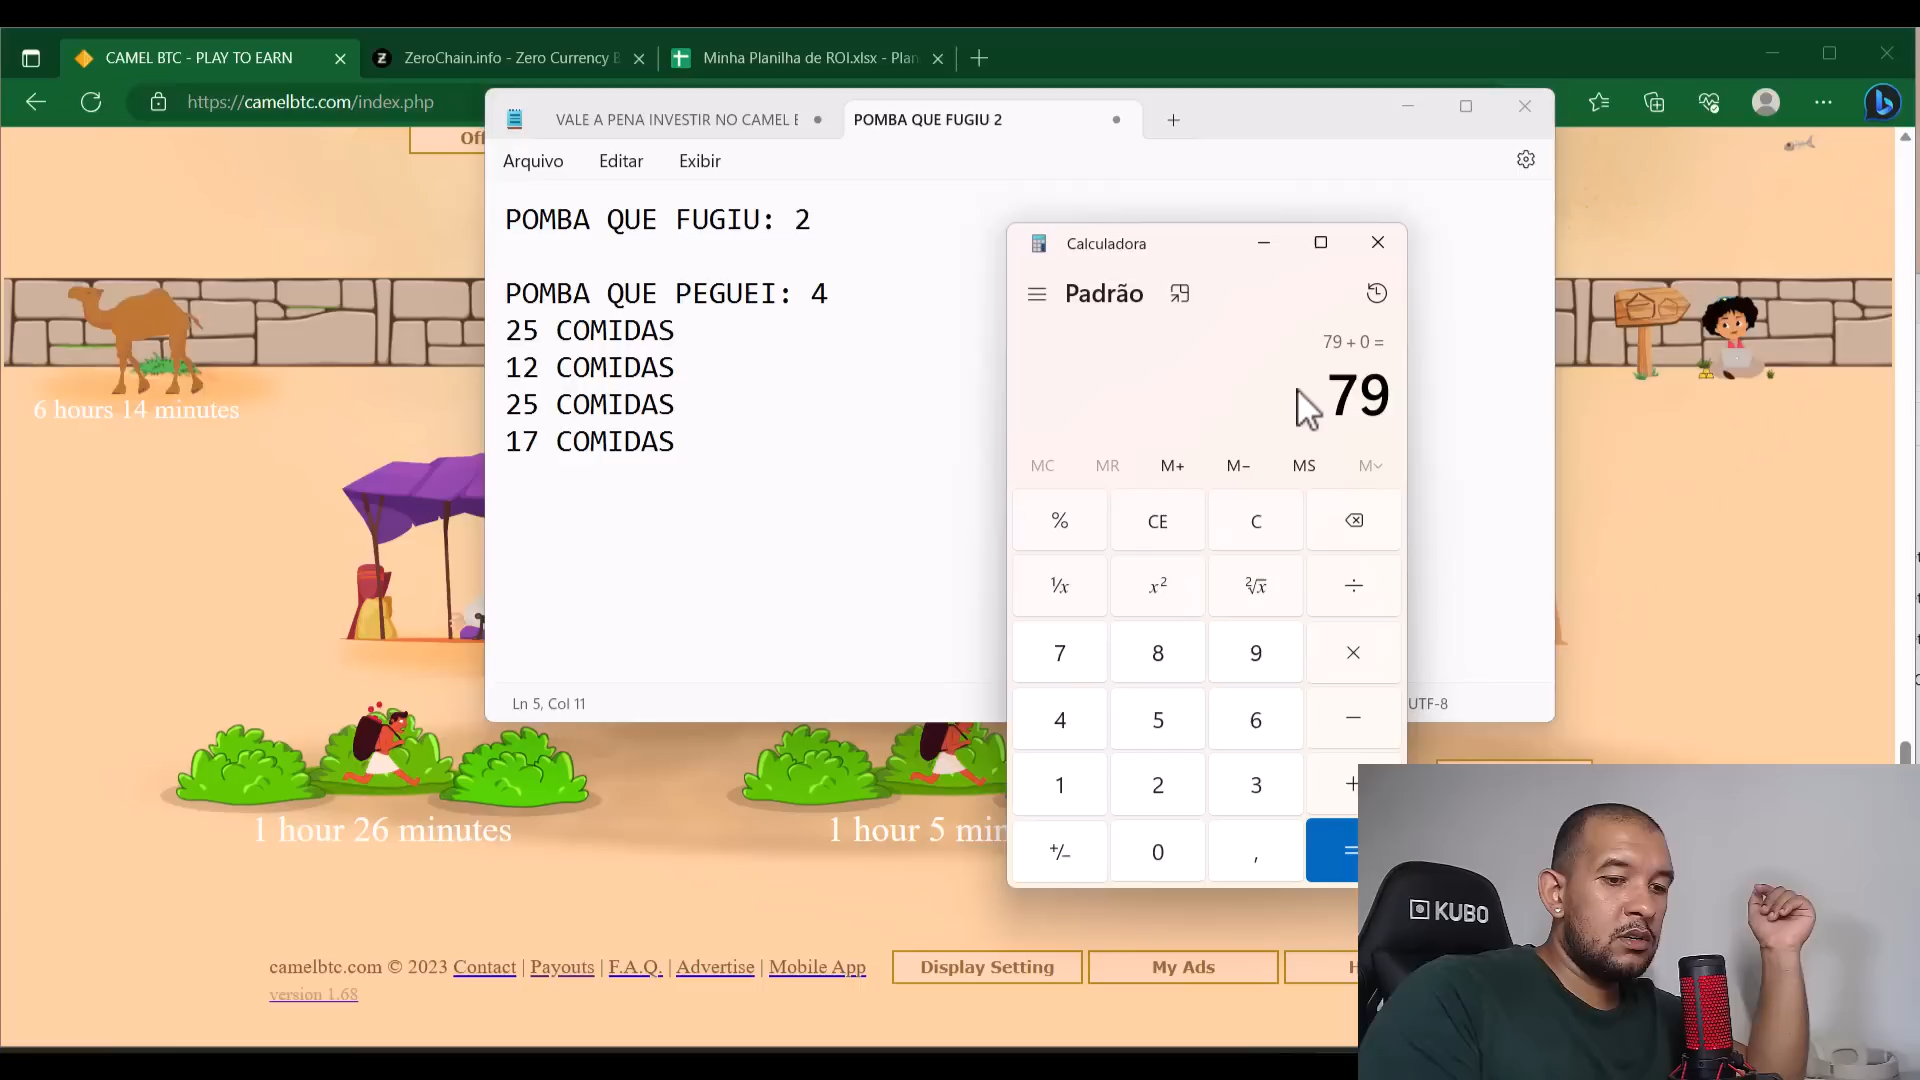 CAMEL BTC - PLAY TO EARN
ZeroChain.info - Zero Currency B
Minha Planilha de ROI.xlsx - Plan
https://camelbtc.com/index.php
VALE A PENA INVESTIR NO CAMEL E
POMBA QUE FUGIU 2
Arquivo
Editar
Exibir
POMBA QUE FUGIU: 2
POMBA QUE PEGUEI: 4
25 COMIDAS
12 COMIDAS
25 COMIDAS
17 COMIDAS
Ln 5, Col 11
UTF-8
Calculadora
Padrão
79 + 0 =
79
MC MR M+ M− MS M
% CE C
¹/x x² ²√x ÷
7 8 9 ×
4 5 6 −
1 2 3 +
+/− 0 , =
6 hours 14 minutes
1 hour 26 minutes
1 hour 5 min
camelbtc.com © 2023 Contact | Payouts | F.A.Q. | Advertise | Mobile App
version 1.68
Display Setting
My Ads
H
KUBO